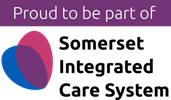 Proud to be part of
Somerset
Integrated
Care System